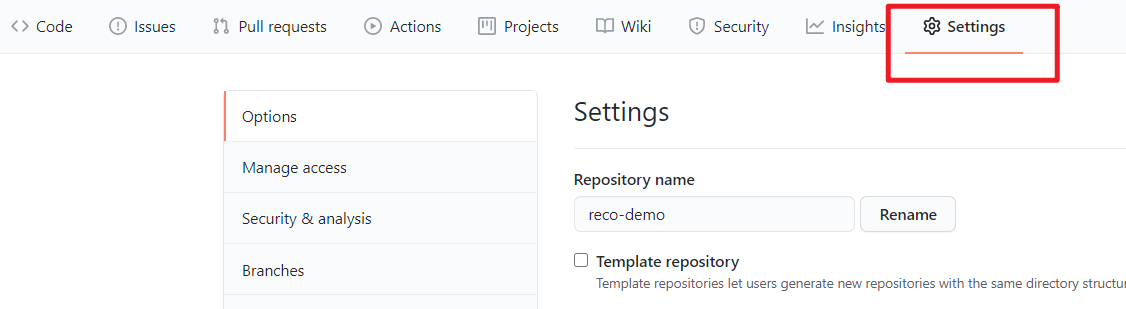 Code Issues Pull requests Actions Projects Wiki Security Insights Settings
Options
Manage access
Security & analysis
Branches
Settings
Repository name
reco-demo Rename
Template repository
Template repositories let users generate new repositories with the same directory